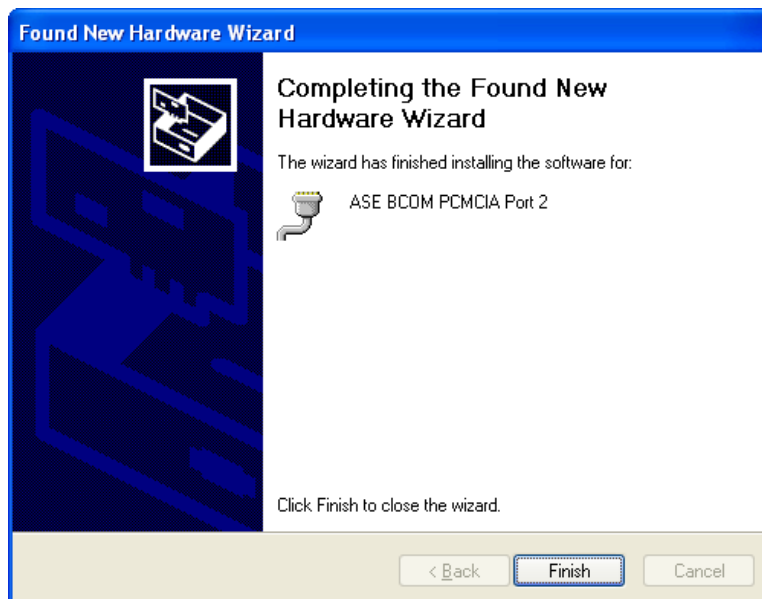 Found New Hardware Wizard
Completing the Found New
Hardware Wizard
The wizard has finished installing the software for:
ASE BCOM PCMCIA Port 2
Click Finish to close the wizard.
< Back
Finish
Cancel